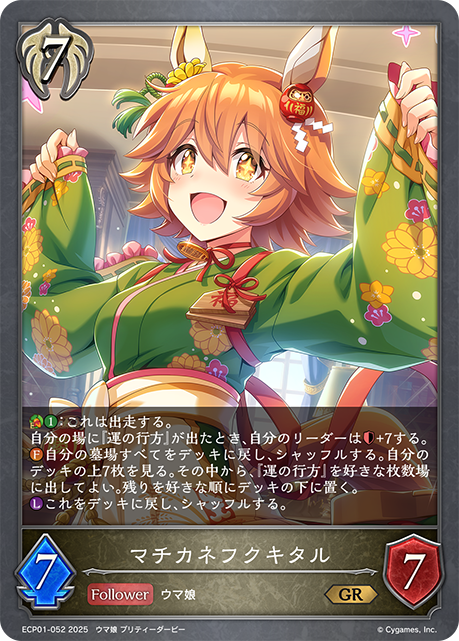 7
福
①:これは出走する。
自分の場に『運の行方』が出たとき、自分のリーダーは+7する。
F自分の墓場すべてをデッキに戻し、シャッフルする。自分の
デッキの上7枚を見る。その中から、『運の行方』を好きな枚数場
に出してよい。残りを好きな順にデッキの下に置く。
Lこれをデッキに戻し、シャッフルする。
マチカネフクキタル
7
Follower ウマ娘
GR
7
ECP01-052 2025 ウマ娘 プリティーダービー
© Cygames, Inc.